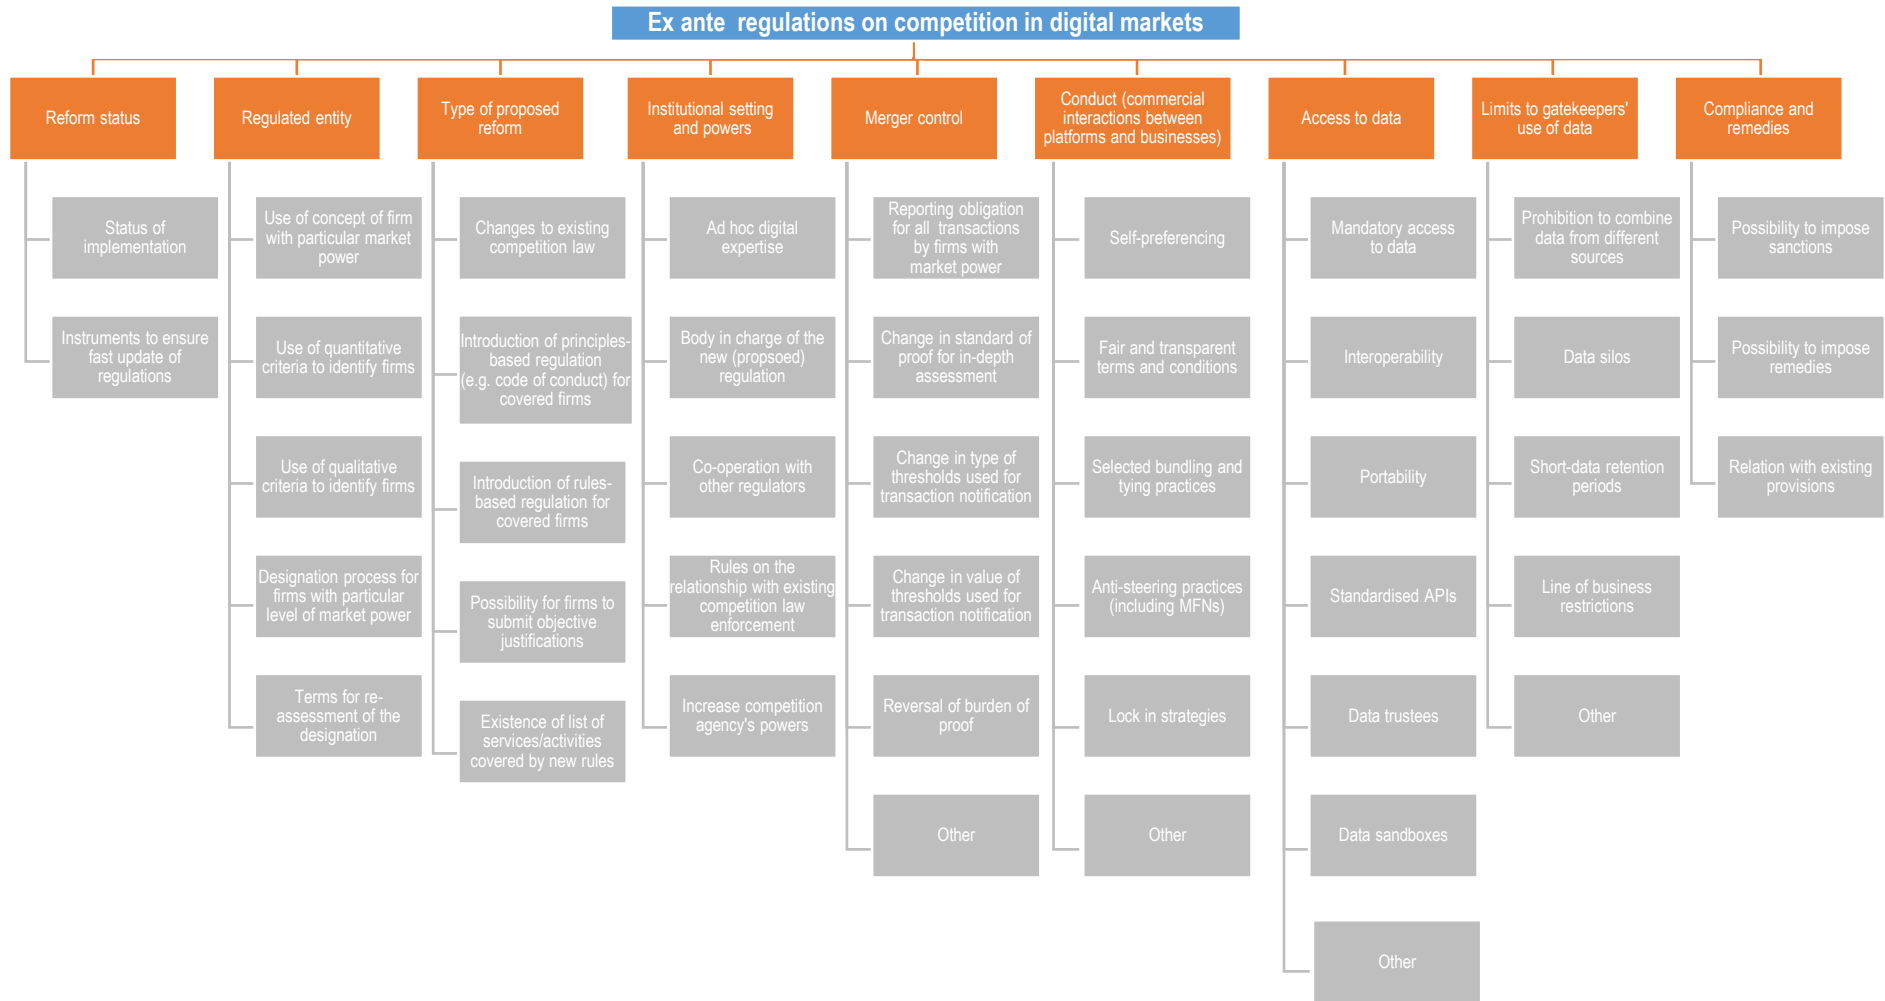 Ex ante  regulations on competition in digital markets
Reform status
Status of
implementation
Instruments to ensure
fast update of
regulations
Regulated entity
Use of concept of firm
with particular market
power
Use of quantitative
criteria to identify firms
Use of qualitative
criteria to identify firms
Designation process for
firms with particular
level of market power
Terms for re-
assessment of the
designation
Type of proposed
reform
Changes to existing
competition law
Introduction of principles-
based regulation
(e.g. code of conduct) for
covered firms
Introduction of rules-
based regulation for
covered firms
Possibility for firms to
submit objective
justifications
Existence of list of
services/activities
covered by new rules
Institutional setting
and powers
Ad hoc digital
expertise
Body in charge of the
new (propsoed)
regulation
Co-operation with
other regulators
Rules on the
relationship with existing
competition law
enforcement
Increase competition
agency's powers
Merger control
Reporting obligation
for all  transactions
by firms with
market power
Change in standard of
proof for in-depth
assessment
Change in type of
thresholds used for
transaction notification
Change in value of
thresholds used for
transaction notification
Reversal of burden of
proof
Other
Conduct (commercial
interactions between
platforms and businesses)
Self-preferencing
Fair and transparent
terms and conditions
Selected bundling and
tying practices
Anti-steering practices
(including MFNs)
Lock in strategies
Other
Access to data
Mandatory access
to data
Interoperability
Portability
Standardised APIs
Data trustees
Data sandboxes
Other
Limits to gatekeepers'
use of data
Prohibition to combine
data from different
sources
Data silos
Short-data retention
periods
Line of business
restrictions
Other
Compliance and
remedies
Possibility to impose
sanctions
Possibility to impose
remedies
Relation with existing
provisions